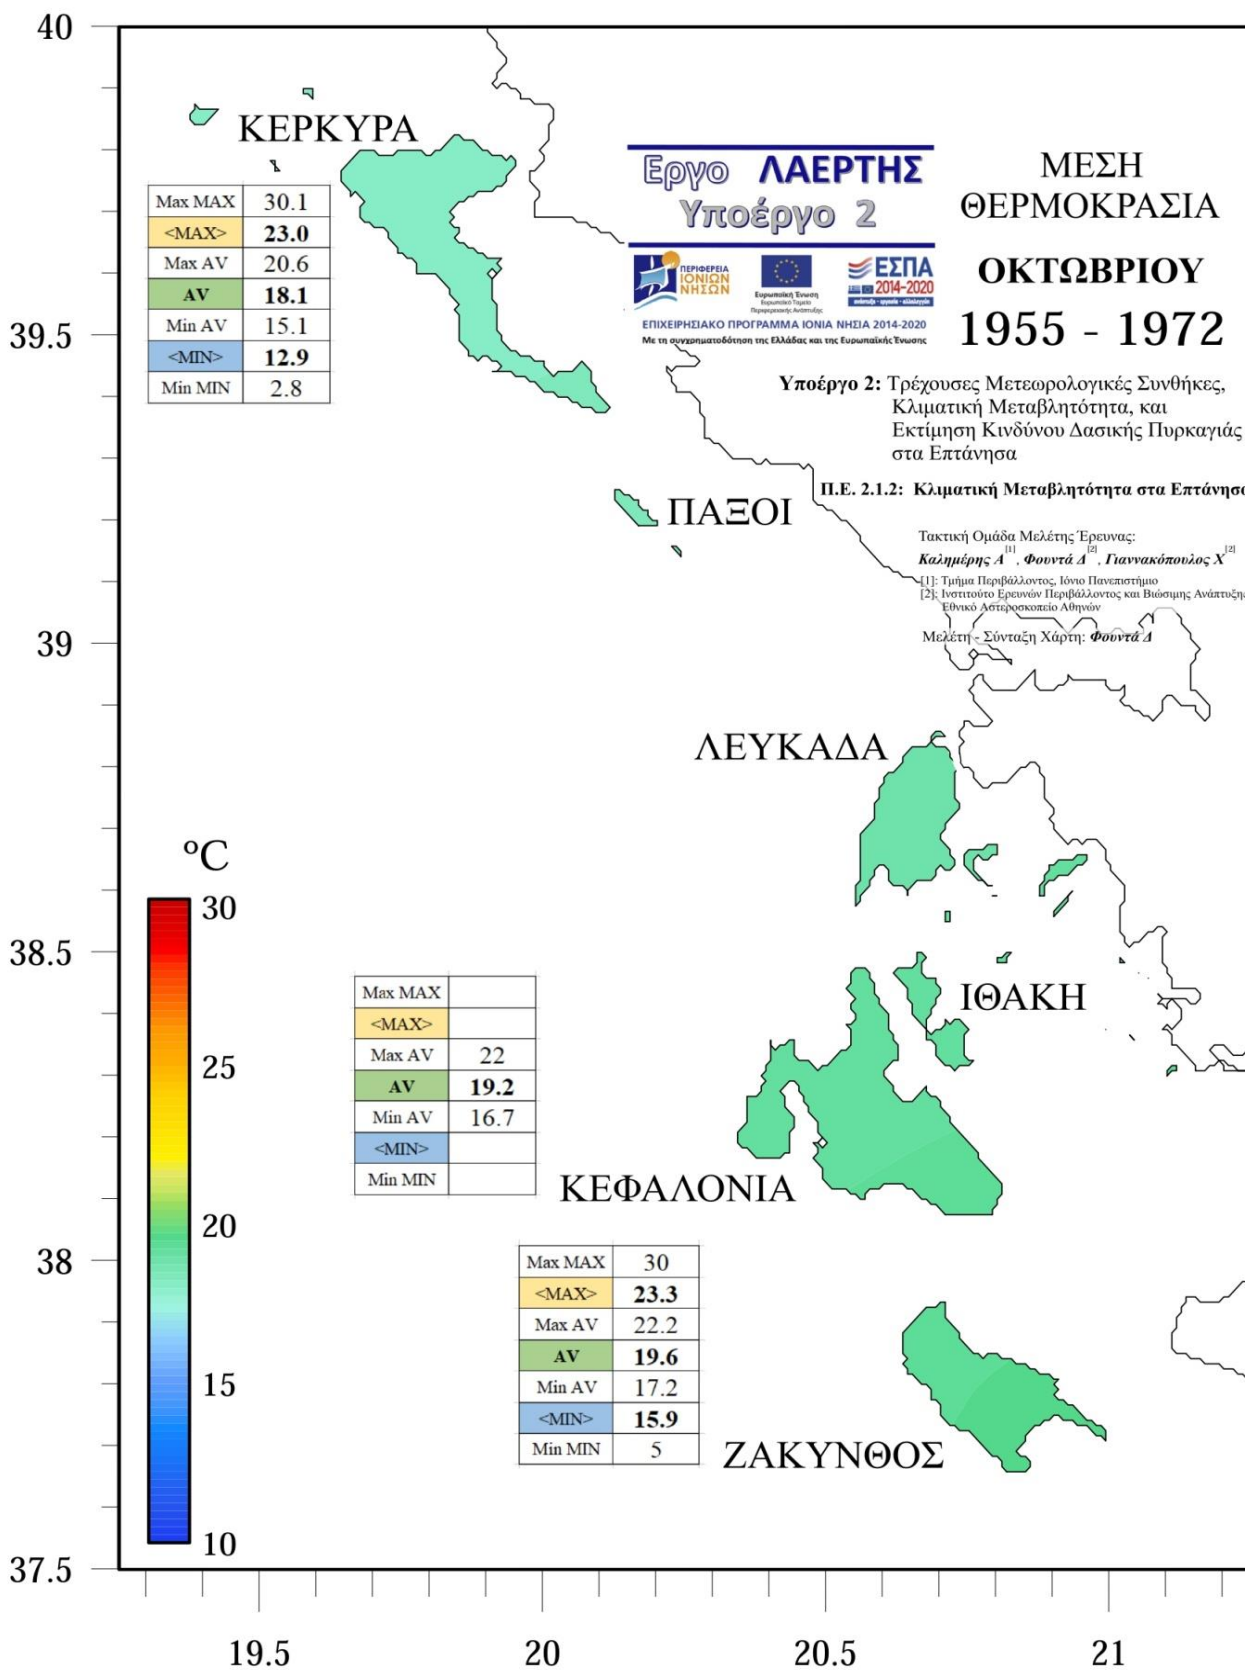 40
39.5
39
38.5
38
37.5
19.5
20
20.5
21
ΚΕΡΚΥΡΑ
Max MAX 30.1
<MAX> 23.0
Max AV 20.6
AV 18.1
Min AV 15.1
<MIN> 12.9
Min MIN 2.8
Εργο ΛΑΕΡΤΗΣ
Υποέργο 2
ΠΕΡΙΦΕΡΕΙΑ
ΙΟΝΙΩΝ
ΝΗΣΩΝ
Ευρωπαϊκή Ένωση
Ευρωπαϊκό Ταμείο
Περιφερειακής Ανάπτυξης
ΕΣΠΑ
2014-2020
ανάπτυξη - εργασία - αλληλεγγύη
ΕΠΙΧΕΙΡΗΣΙΑΚΟ ΠΡΟΓΡΑΜΜΑ ΙΟΝΙΑ ΝΗΣΙΑ 2014-2020
Με τη συγχρηματοδότηση της Ελλάδας και της Ευρωπαϊκής Ένωσης
ΜΕΣΗ
ΘΕΡΜΟΚΡΑΣΙΑ
ΟΚΤΩΒΡΙΟΥ
1955 - 1972
Υποέργο 2: Τρέχουσες Μετεωρολογικές Συνθήκες,
Κλιματική Μεταβλητότητα, και
Εκτίμηση Κινδύνου Δασικής Πυρκαγιάς
στα Επτάνησα
Π.Ε. 2.1.2: Κλιματική Μεταβλητότητα στα Επτάνησα
Τακτική Ομάδα Μελέτης Έρευνας:
Καλημέρης Α [1], Φουντά Δ [2], Γιαννακόπουλος Χ [2]
[1]: Τμήμα Περιβάλλοντος, Ιόνιο Πανεπιστήμιο
[2]: Ινστιτούτο Ερευνών Περιβάλλοντος και Βιώσιμης Ανάπτυξης
Εθνικό Αστεροσκοπείο Αθηνών
Μελέτη - Σύνταξη Χάρτη: Φουντά Δ
ΠΑΞΟΙ
ΛΕΥΚΑΔΑ
ΙΘΑΚΗ
ºC
30
25
20
15
10
Max MAX
<MAX>
Max AV 22
AV 19.2
Min AV 16.7
<MIN>
Min MIN
ΚΕΦΑΛΟΝΙΑ
Max MAX 30
<MAX> 23.3
Max AV 22.2
AV 19.6
Min AV 17.2
<MIN> 15.9
Min MIN 5
ΖΑΚΥΝΘΟΣ